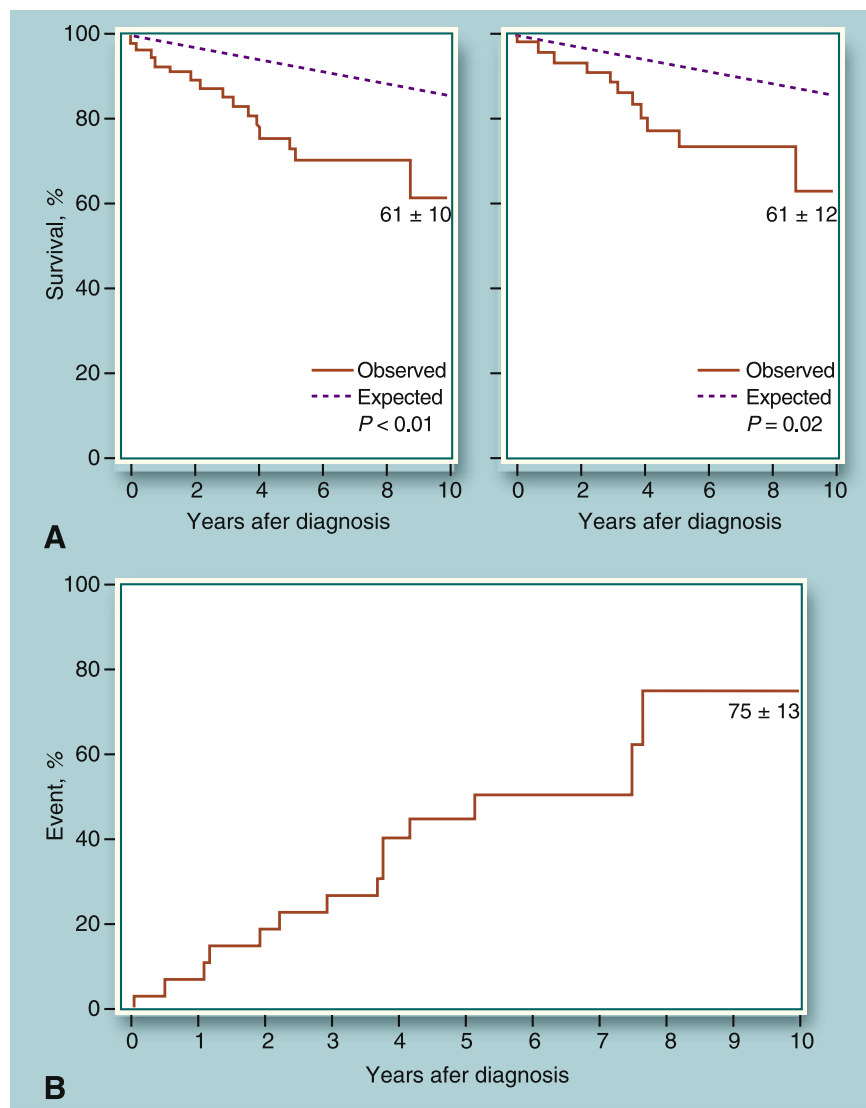 100
80
60
40
20
0
Survival, %
61 ± 10
Observed
Expected
P < 0.01
0 2 4 6 8 10
Years afer diagnosis
61 ± 12
Observed
Expected
P = 0.02
0 2 4 6 8 10
Years afer diagnosis
A
100
80
60
40
20
0
Event, %
75 ± 13
0 1 2 3 4 5 6 7 8 9 10
Years afer diagnosis
B